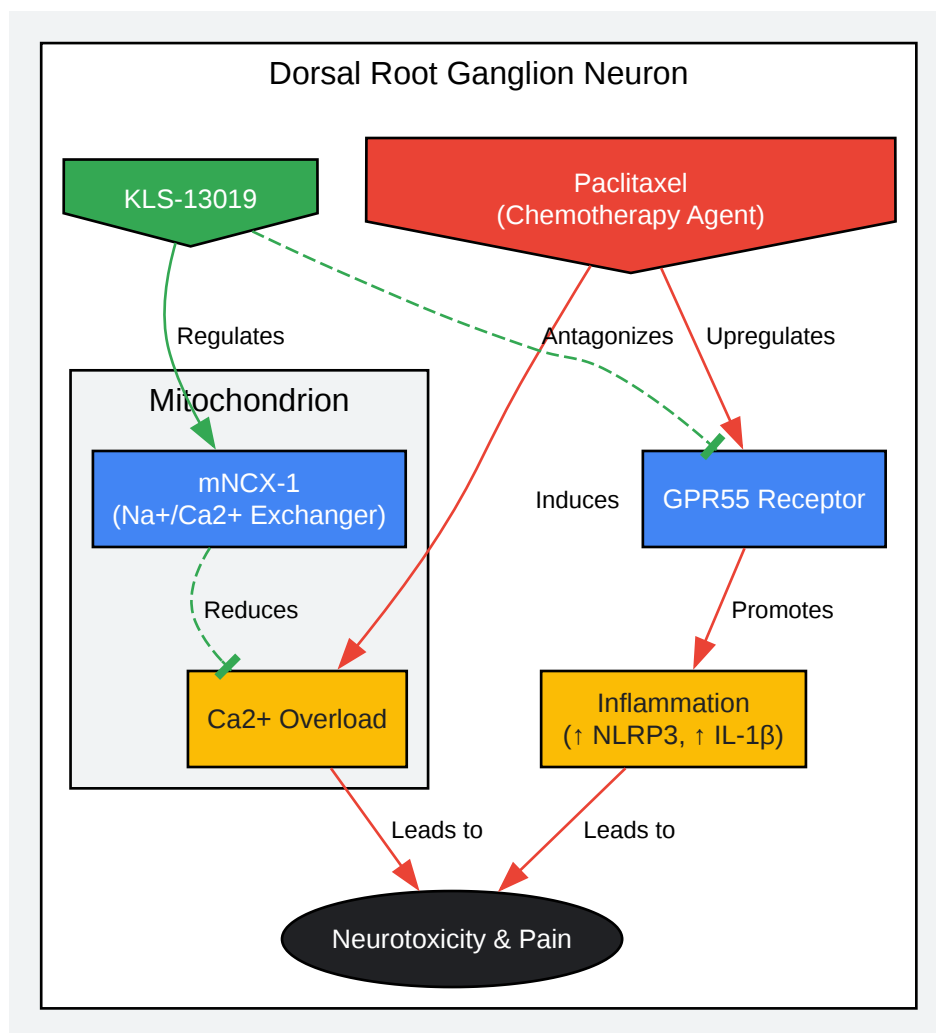 Dorsal Root Ganglion Neuron
KLS-13019
Paclitaxel
(Chemotherapy Agent)
Regulates
Antagonizes
Upregulates
Mitochondrion
mNCX-1
(Na+/Ca2+ Exchanger)
Induces
GPR55 Receptor
Reduces
Promotes
Ca2+ Overload
Inflammation
(↑ NLRP3, ↑ IL-1β)
Leads to
Leads to
Neurotoxicity & Pain